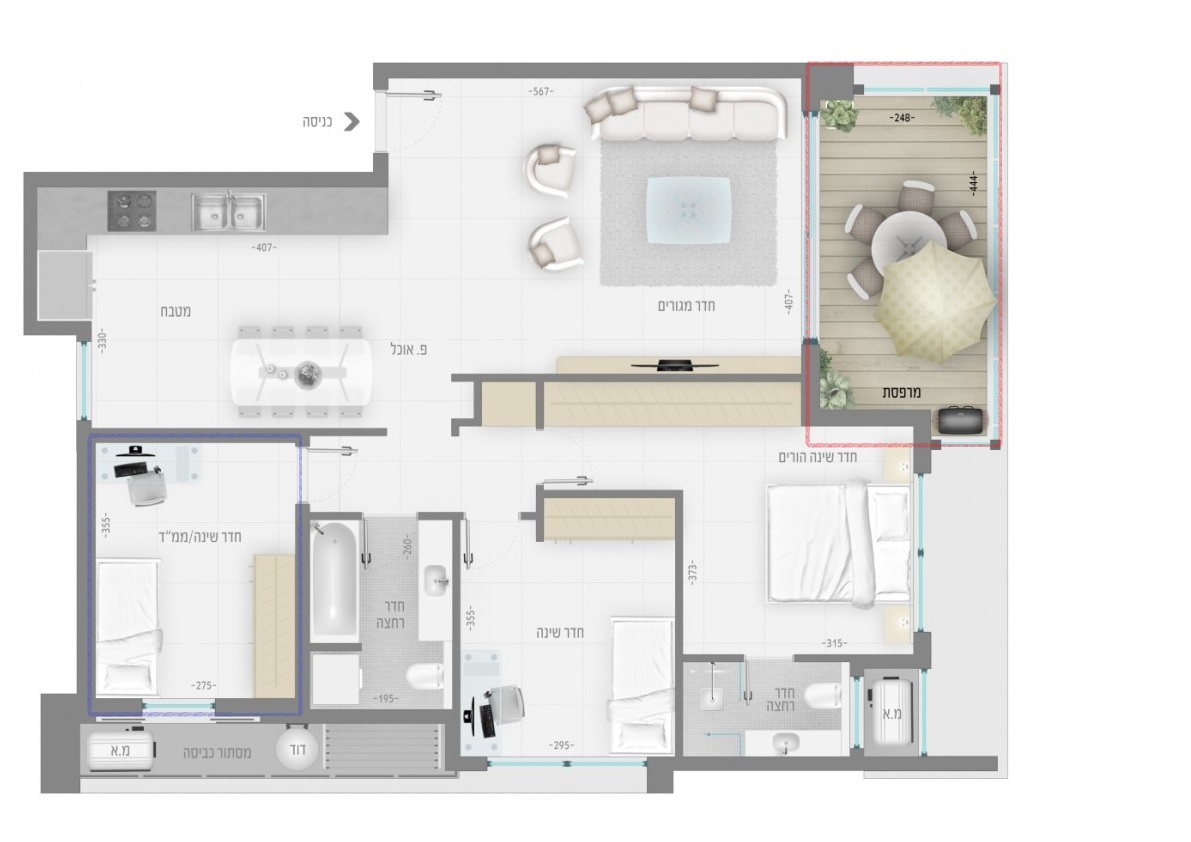 -567-
-248-
כניסה
-444-
-407-
-407-
חדר מגורים
מטבח
-330-
פ. אוכל
מרפסת
חדר שינה הורים
-355-
חדר שינה/ממ"ד
-260-
חדר
רחצה
-373-
-355-
חדר שינה
-315-
-275-
-195-
חדר
רחצה
מ.א
-295-
מ.א
מסתור כביסה
דוד